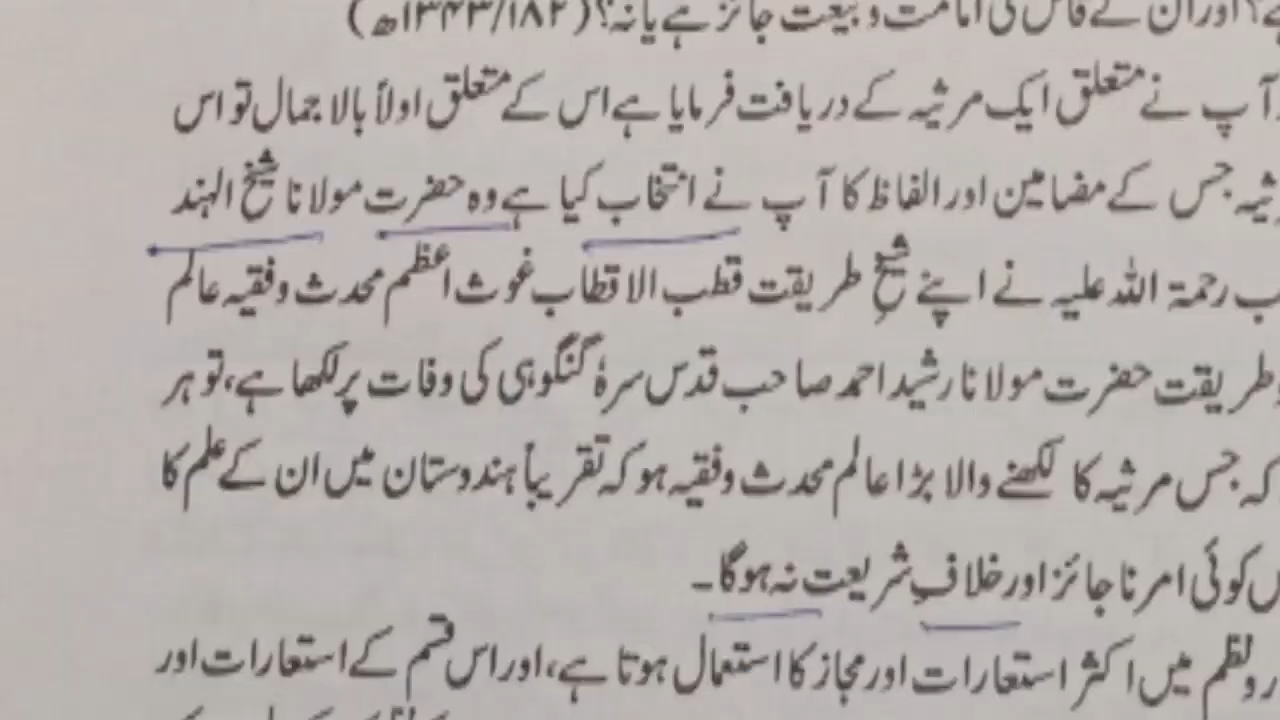 اور ان کے قائل کی امامت و بیعت جائز ہے یا نہ؟ (۱۸۲/۱۳۴۳ھ)
آپ نے متعلق ایک مرثیہ کے دریافت فرمایا ہے اس کے متعلق اولاً بالاجمال تو اس
جس کے مضامین اور الفاظ کا آپ نے انتخاب کیا ہے وہ حضرت مولانا شیخ الہند
رحمۃ اللہ علیہ نے اپنے شیخِ طریقت قطب الاقطاب غوث اعظم محدث وفقیہ عالم
طریقت حضرت مولانا رشید احمد صاحب قدس سرہٗ گنگوہی کی وفات پر لکھا ہے، تو ہر
کہ جس مرثیہ کا لکھنے والا بڑا عالم محدث وفقیہ ہو کہ تقریباً ہندوستان میں ان کے علم کا
کوئی امر ناجائز اور خلافِ شریعت نہ ہوگا۔
ونظم میں اکثر استعارات اور مجاز کا استعمال ہوتا ہے، اور اس قسم کے استعارات اور